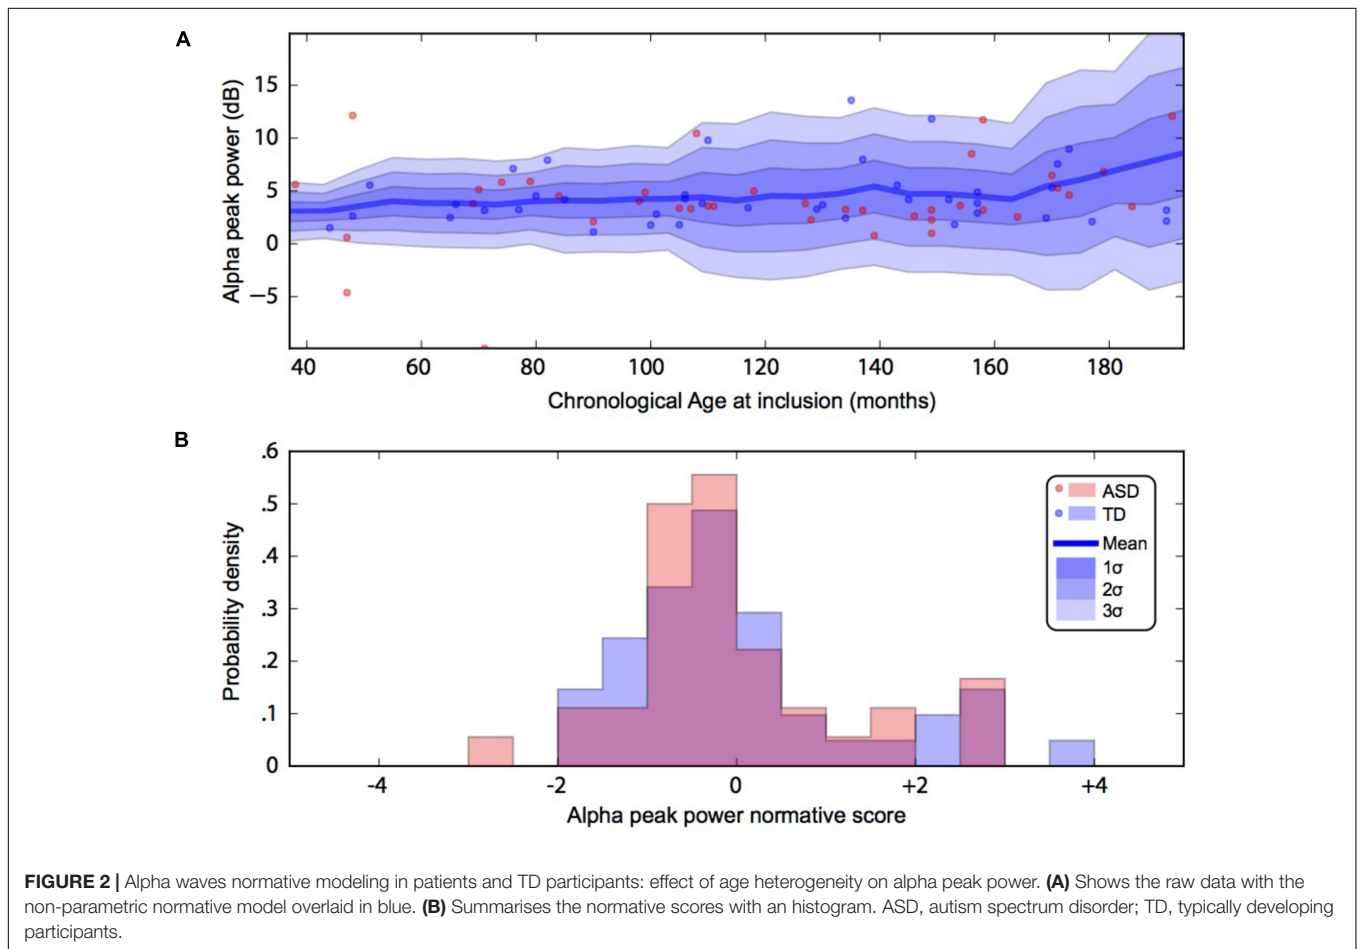 A
Alpha peak power (dB)
15
10
5
0
−5
40 60 80 100 120 140 160 180
Chronological Age at inclusion (months)
B
Probability density
.6
.5
.4
.3
.2
.1
0
ASD
TD
Mean
1σ
2σ
3σ
-4 -2 0 +2 +4
Alpha peak power normative score
FIGURE 2 | Alpha waves normative modeling in patients and TD participants: effect of age heterogeneity on alpha peak power. (A) Shows the raw data with the
non-parametric normative model overlaid in blue. (B) Summarises the normative scores with an histogram. ASD, autism spectrum disorder; TD, typically developing
participants.